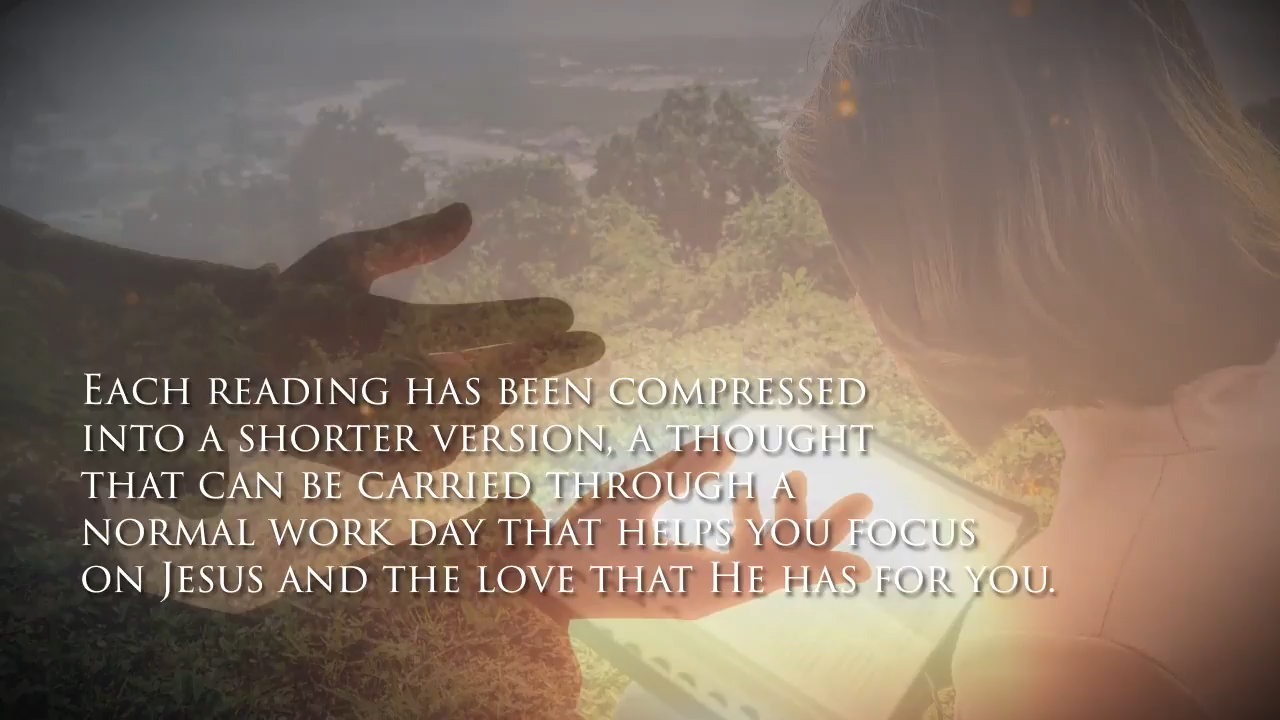 Each reading has been compressed
into a shorter version, a thought
that can be carried through a
normal work day that helps you focus
on Jesus and the love that He has for you.